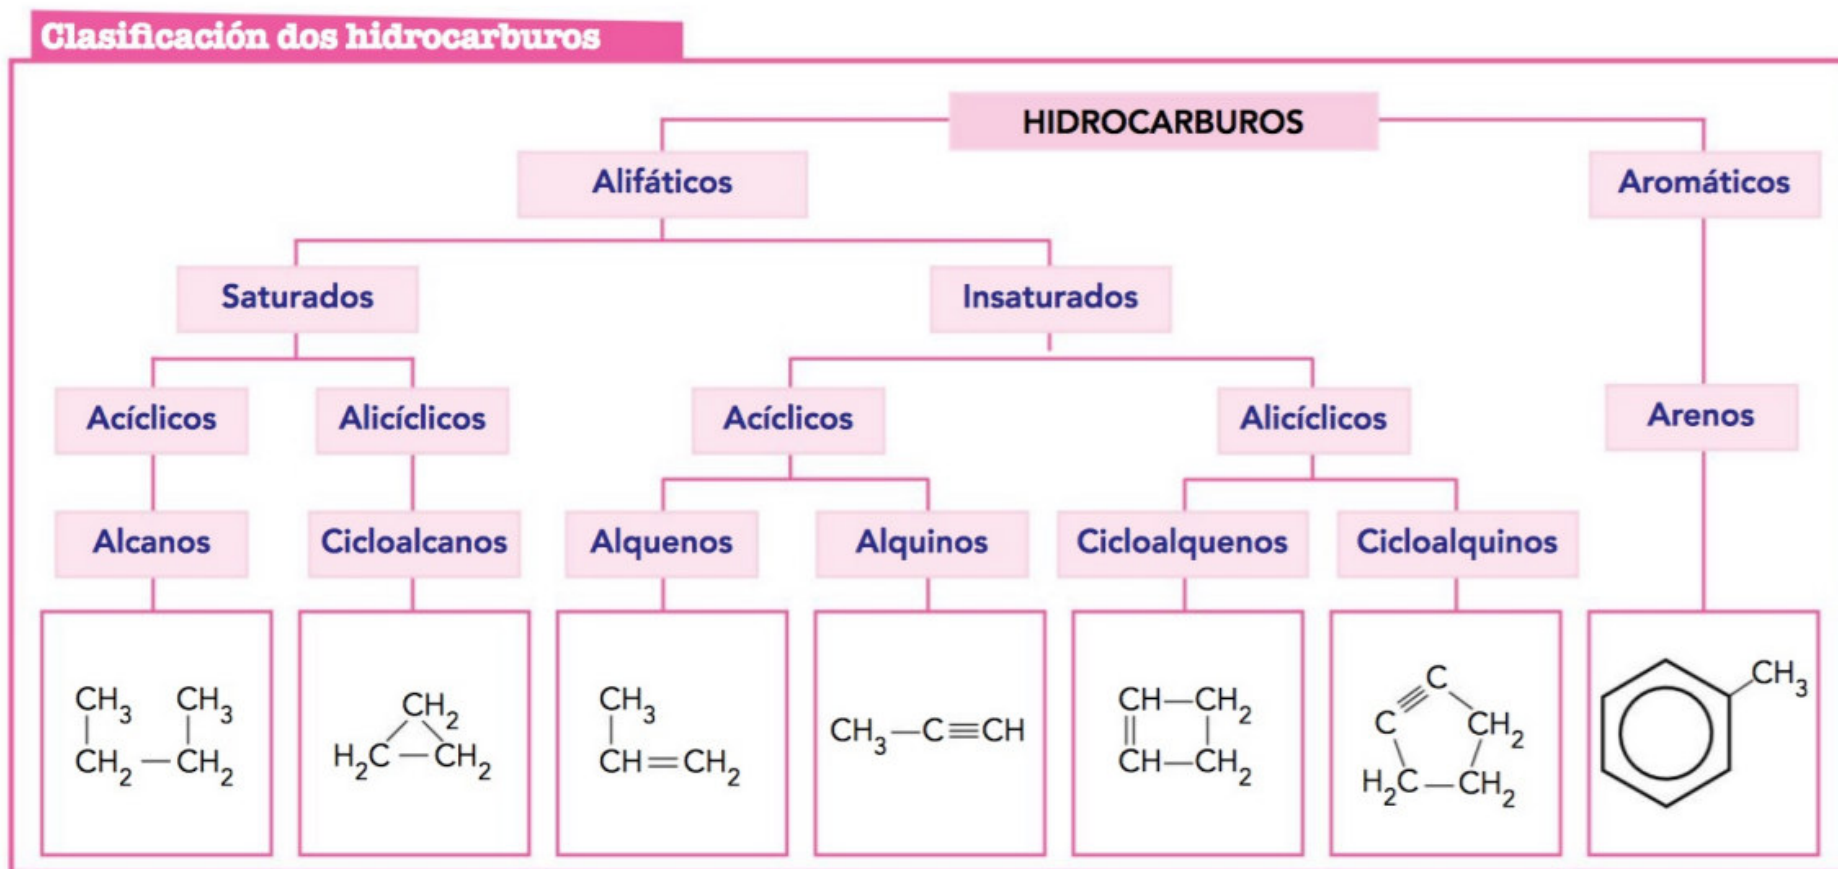 Clasificación dos hidrocarburos
HIDROCARBUROS
Alifáticos
Aromáticos
Saturados
Insaturados
Acíclicos
Alicíclicos
Acíclicos
Alicíclicos
Arenos
Alcanos
Cicloalcanos
Alquenos
Alquinos
Cicloalquenos
Cicloalquinos
CH3 CH3
CH2 — CH2
CH2
H2C — CH2
CH3
CH=CH2
CH3—C≡CH
CH—CH2
CH—CH2
C
C
CH2
H2C—CH2
CH3